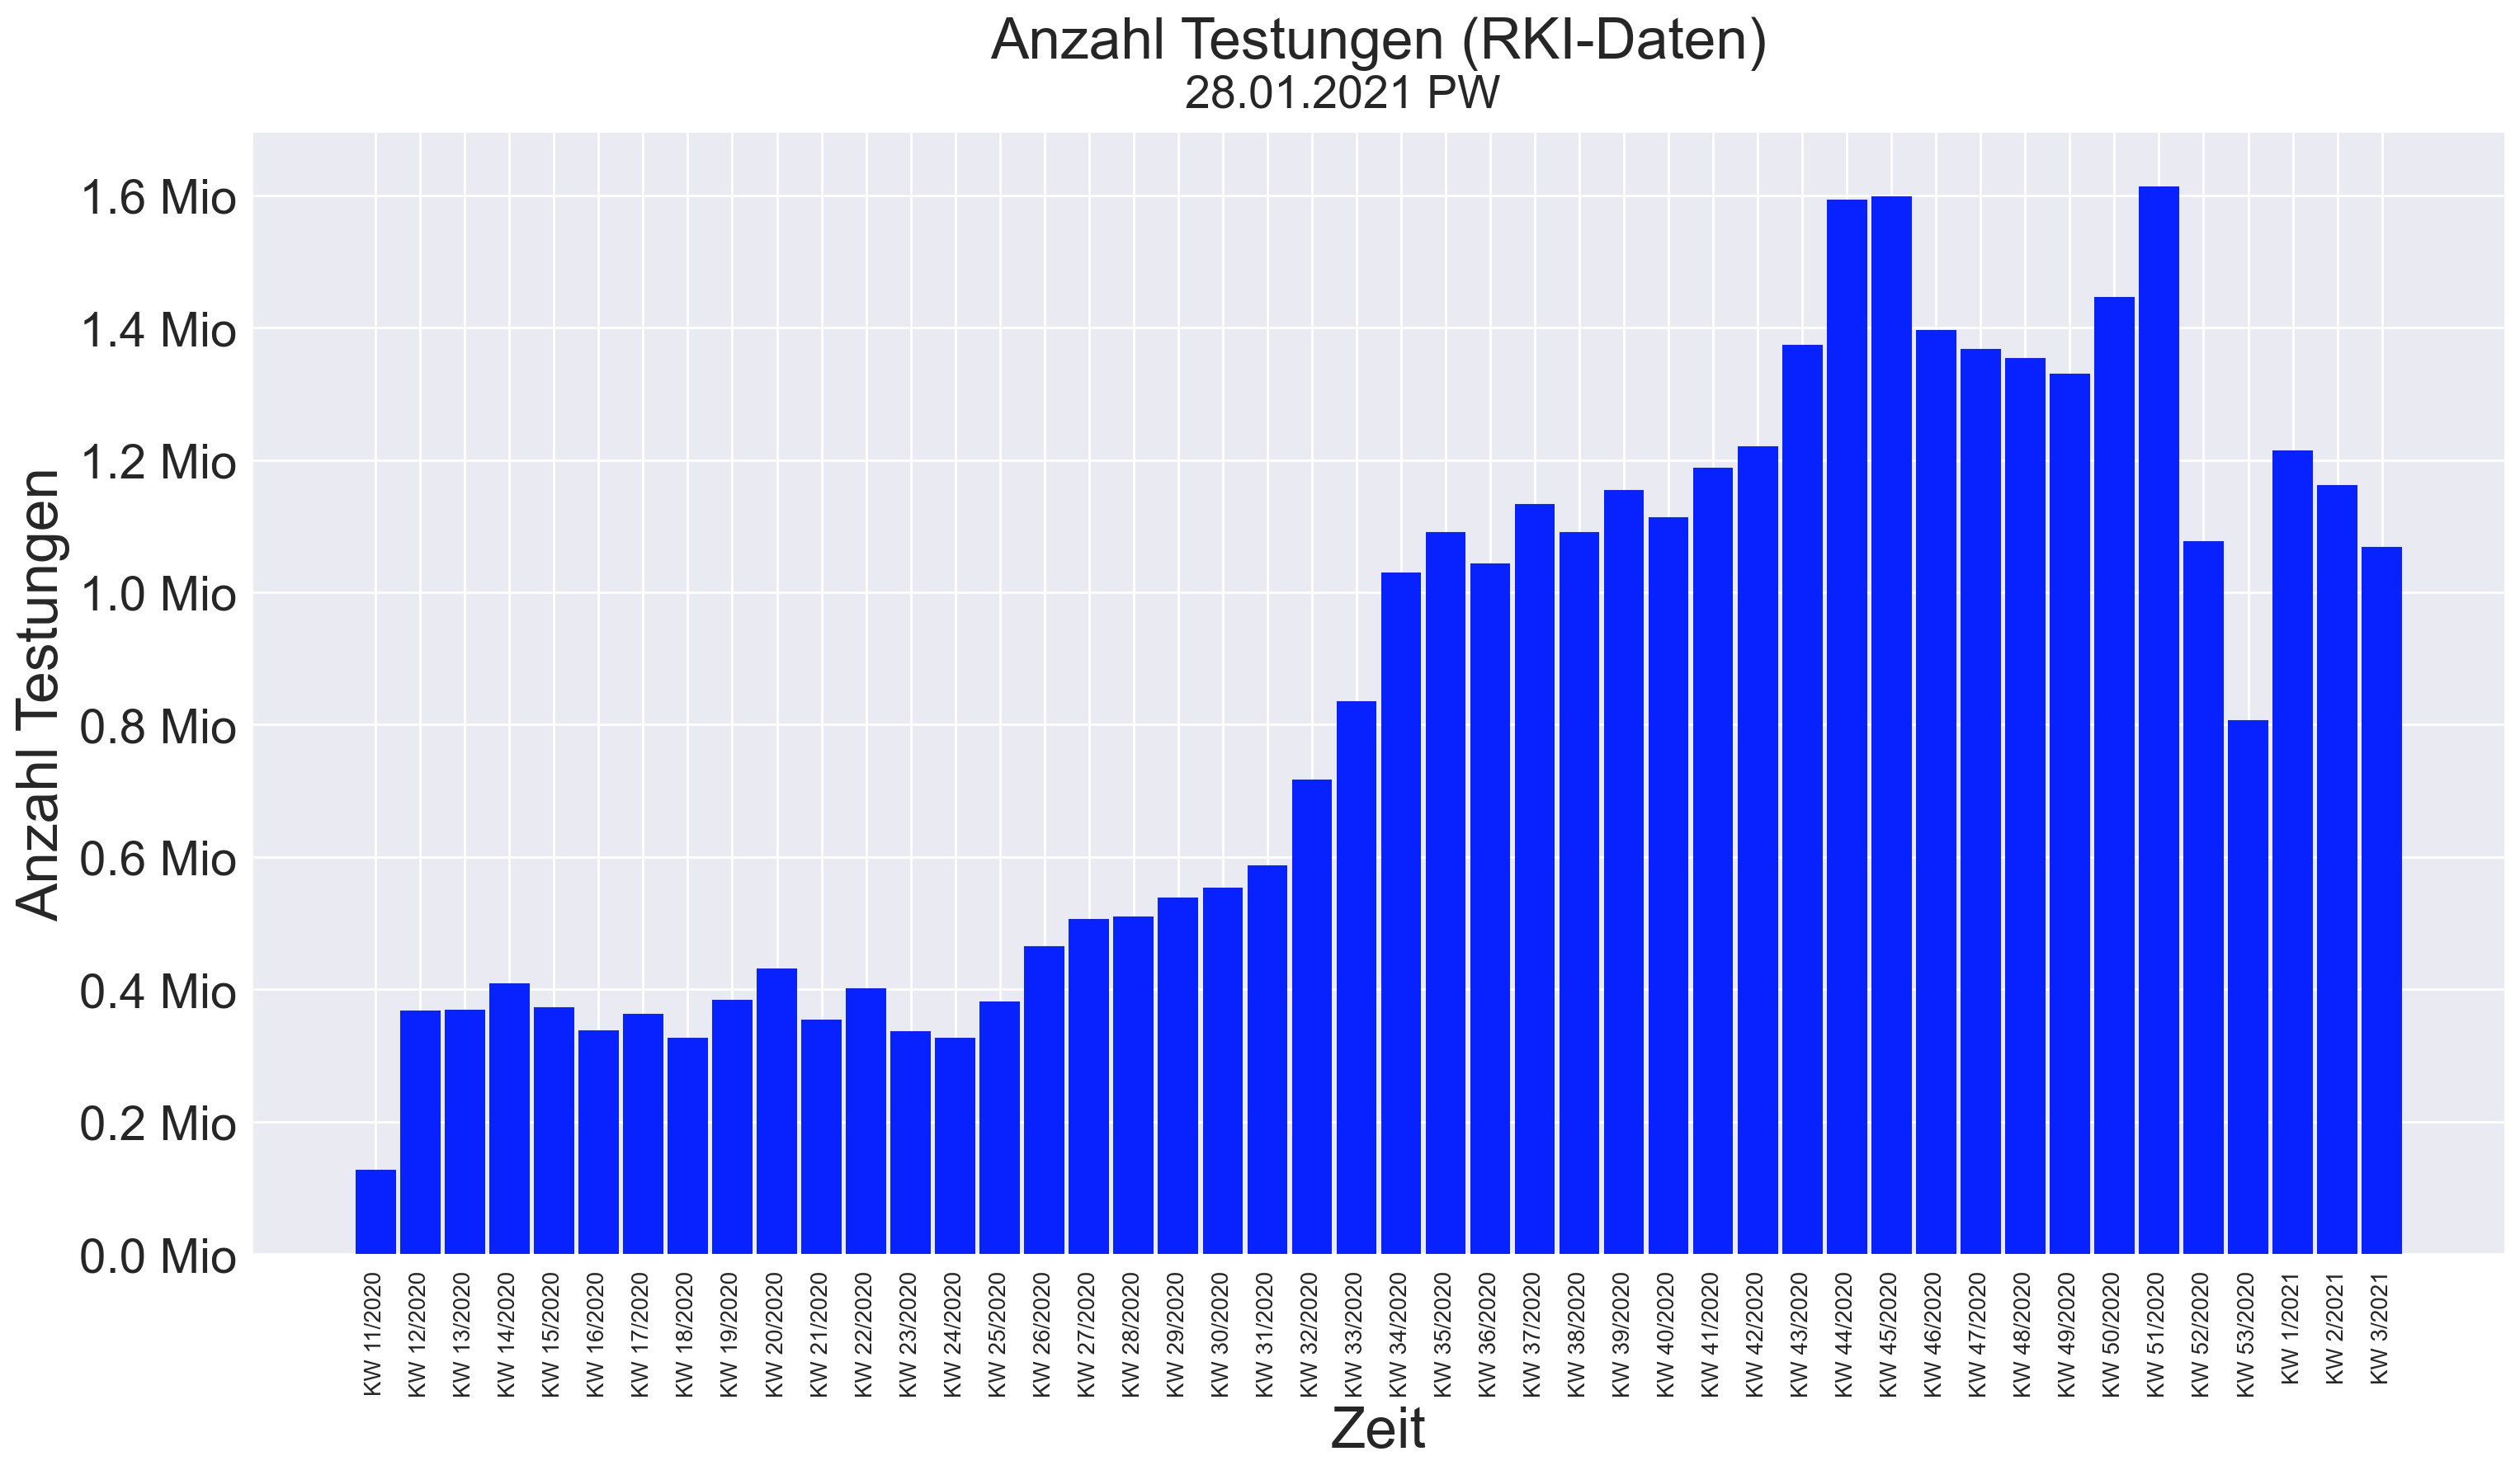 Anzahl Testungen (RKI-Daten)
28.01.2021 PW
Anzahl Testungen
1.6 Mio
1.4 Mio
1.2 Mio
1.0 Mio
0.8 Mio
0.6 Mio
0.4 Mio
0.2 Mio
0.0 Mio
KW 11/2020
KW 12/2020
KW 13/2020
KW 14/2020
KW 15/2020
KW 16/2020
KW 17/2020
KW 18/2020
KW 19/2020
KW 20/2020
KW 21/2020
KW 22/2020
KW 23/2020
KW 24/2020
KW 25/2020
KW 26/2020
KW 27/2020
KW 28/2020
KW 29/2020
KW 30/2020
KW 31/2020
KW 32/2020
KW 33/2020
KW 34/2020
KW 35/2020
KW 36/2020
KW 37/2020
KW 38/2020
KW 39/2020
KW 40/2020
KW 41/2020
KW 42/2020
KW 43/2020
KW 44/2020
KW 45/2020
KW 46/2020
KW 47/2020
KW 48/2020
KW 49/2020
KW 50/2020
KW 51/2020
KW 52/2020
KW 53/2020
KW 1/2021
KW 2/2021
KW 3/2021
Zeit